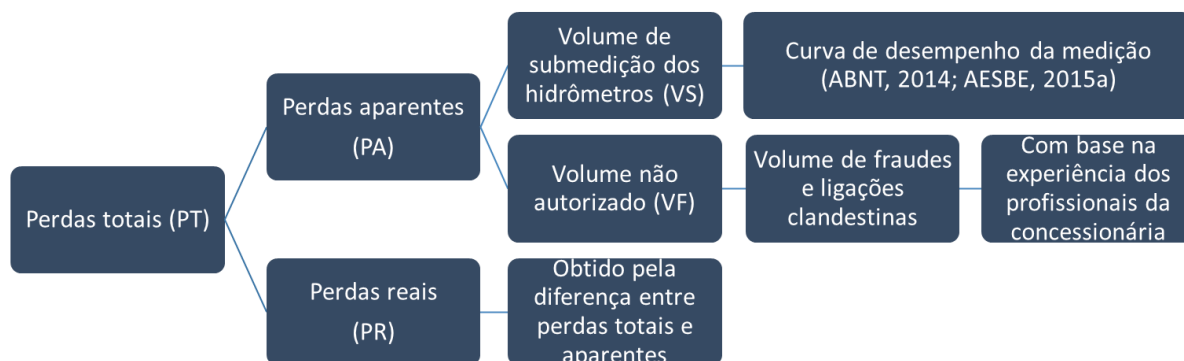 Perdas totais (PT)
Perdas aparentes
(PA)
Volume de
submedição dos
hidrômetros (VS)
Curva de desempenho da medição
(ABNT, 2014; AESBE, 2015a)
Volume não
autorizado (VF)
Volume de fraudes
e ligações
clandestinas
Com base na
experiência dos
profissionais da
concessionária
Perdas reais
(PR)
Obtido pela
diferença entre
perdas totais e
aparentes